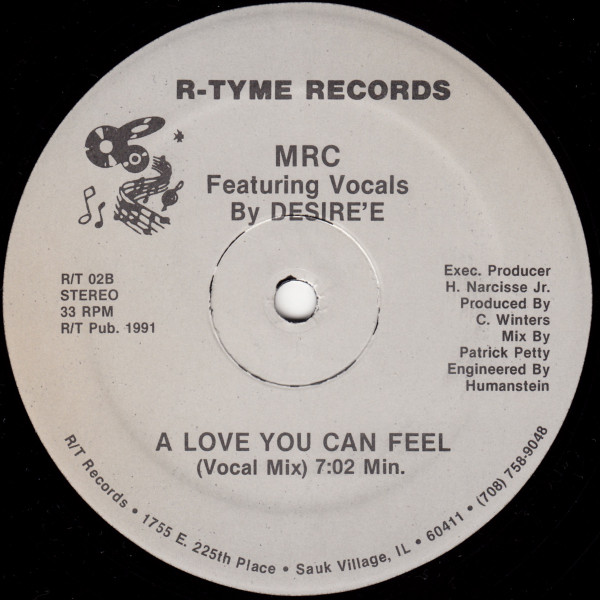 R-TYME RECORDS
MRC
Featuring Vocals
By DESIRE'E
R/T 02B
STEREO
33 RPM
R/T Pub. 1991
Exec. Producer
H. Narcisse Jr.
Produced By
C. Winters
Mix By
Patrick Petty
Engineered By
Humanstein
A LOVE YOU CAN FEEL
(Vocal Mix) 7:02 Min.
R/T Records • 1755 E. 225th Place • Sauk Village, IL • 60411 • (708) 758-9048